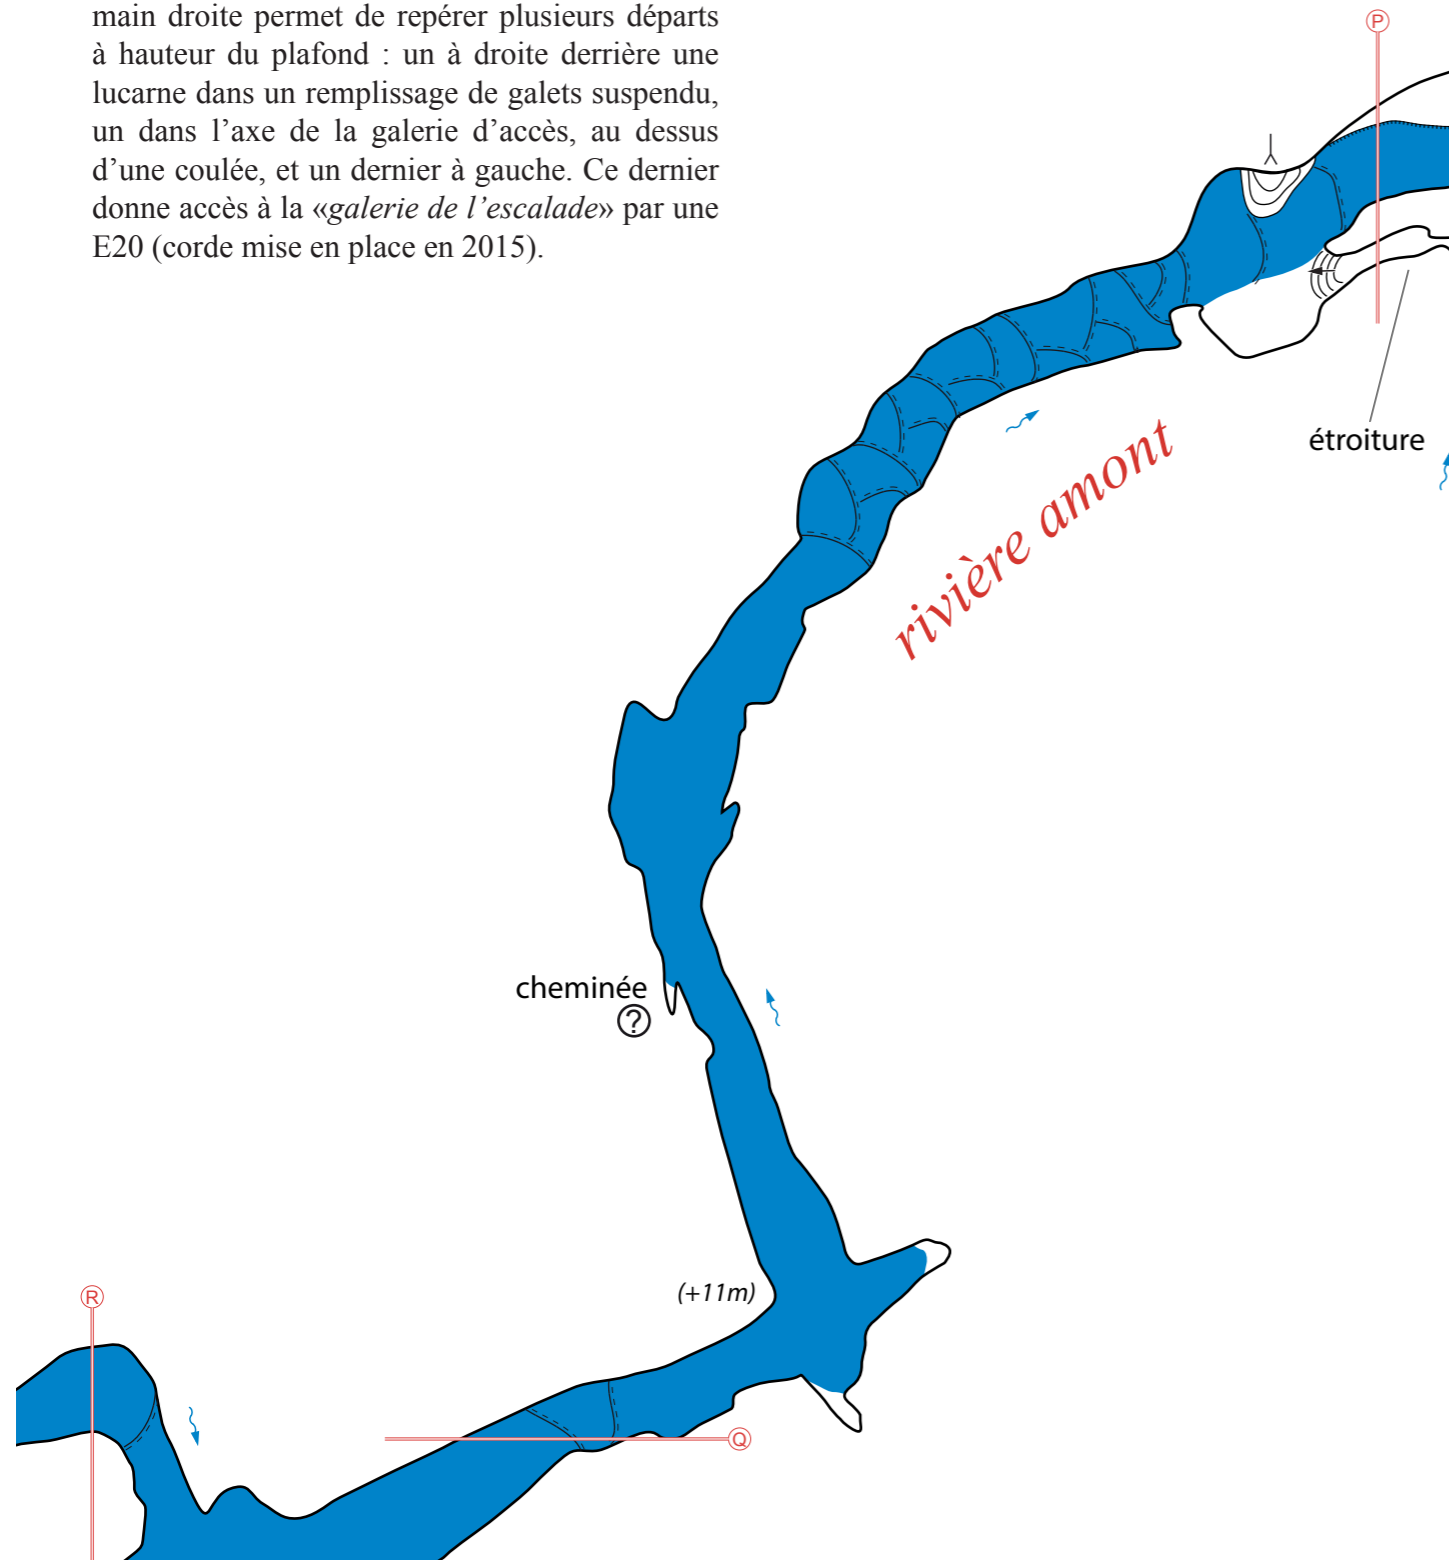 main droite permet de repérer plusieurs départs
à hauteur du plafond : un à droite derrière une
lucarne dans un remplissage de galets suspendu,
un dans l’axe de la galerie d’accès, au dessus
d’une coulée, et un dernier à gauche. Ce dernier
donne accès à la «galerie de l’escalade» par une
E20 (corde mise en place en 2015).
P
étroiture
rivière amont
cheminée
?
(+11m)
R
Q